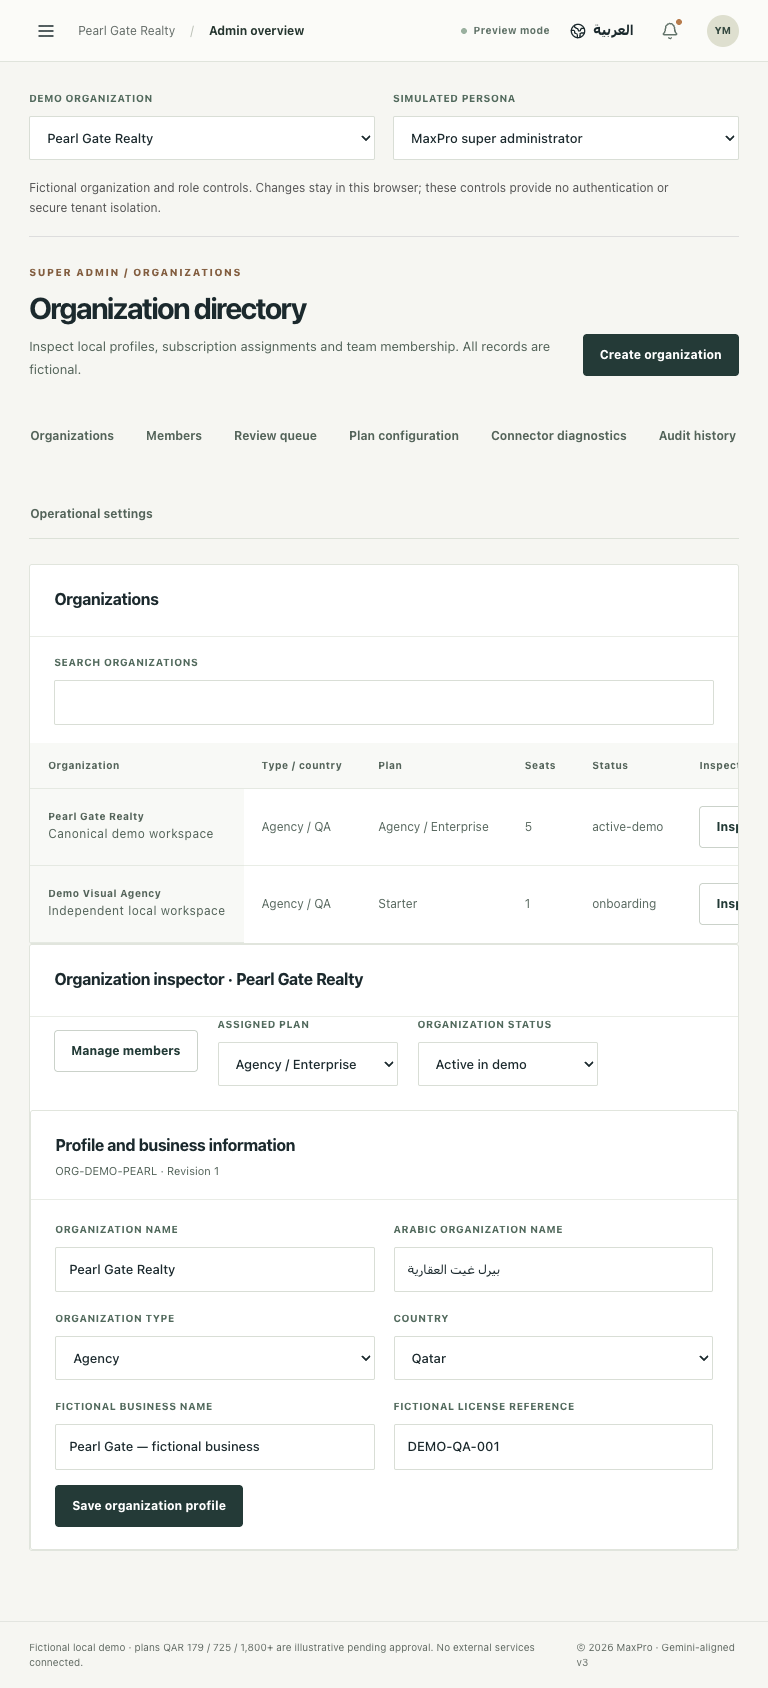 Pearl Gate Realty / Admin overview
Preview mode
العربية
YM
DEMO ORGANIZATION
SIMULATED PERSONA
Pearl Gate Realty
MaxPro super administrator
Fictional organization and role controls. Changes stay in this browser; these controls provide no authentication or
secure tenant isolation.
SUPER ADMIN / ORGANIZATIONS
Organization directory
Inspect local profiles, subscription assignments and team membership. All records are
fictional.
Create organization
Organizations
Members
Review queue
Plan configuration
Connector diagnostics
Audit history
Operational settings
Organizations
SEARCH ORGANIZATIONS
Organization
Type / country
Plan
Seats
Status
Inspect
Pearl Gate Realty
Canonical demo workspace
Agency / QA
Agency / Enterprise
5
active-demo
Insp
Demo Visual Agency
Independent local workspace
Agency / QA
Starter
1
onboarding
Insp
Organization inspector · Pearl Gate Realty
Manage members
ASSIGNED PLAN
Agency / Enterprise
ORGANIZATION STATUS
Active in demo
Profile and business information
ORG-DEMO-PEARL · Revision 1
ORGANIZATION NAME
ARABIC ORGANIZATION NAME
Pearl Gate Realty
بيرل غيت العقارية
ORGANIZATION TYPE
COUNTRY
Agency
Qatar
FICTIONAL BUSINESS NAME
FICTIONAL LICENSE REFERENCE
Pearl Gate — fictional business
DEMO-QA-001
Save organization profile
Fictional local demo · plans QAR 179 / 725 / 1,800+ are illustrative pending approval. No external services
connected.
© 2026 MaxPro · Gemini-aligned
v3